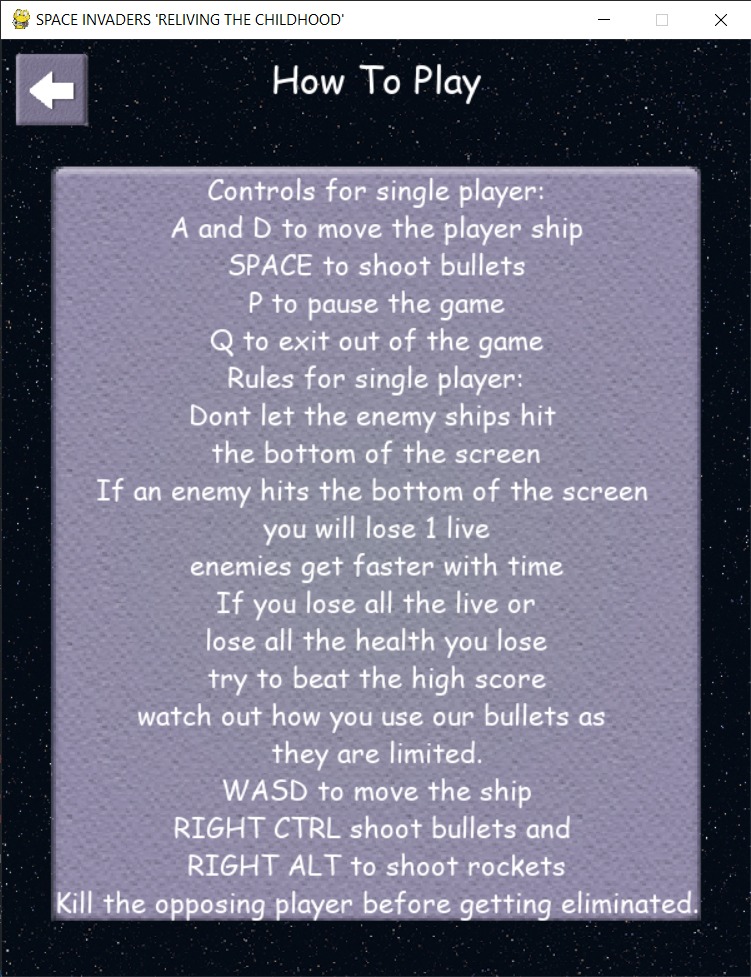 SPACE INVADERS 'RELIVING THE CHILDHOOD'
How To Play
Controls for single player:
A and D to move the player ship
SPACE to shoot bullets
P to pause the game
Q to exit out of the game
Rules for single player:
Dont let the enemy ships hit
the bottom of the screen
If an enemy hits the bottom of the screen
you will lose 1 live
enemies get faster with time
If you lose all the live or
lose all the health you lose
try to beat the high score
watch out how you use our bullets as
they are limited.
WASD to move the ship
RIGHT CTRL shoot bullets and
RIGHT ALT to shoot rockets
Kill the opposing player before getting eliminated.